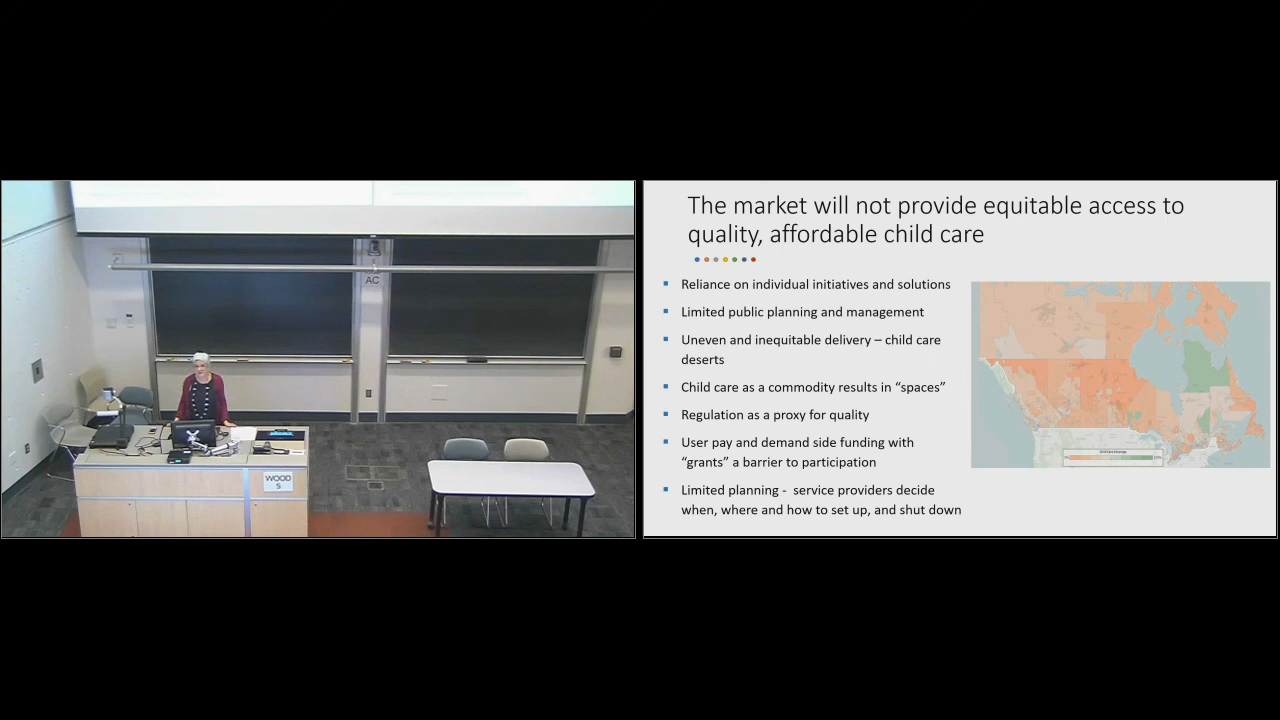 AC
WOOD
S
The market will not provide equitable access to
quality, affordable child care
Reliance on individual initiatives and solutions
Limited public planning and management
Uneven and inequitable delivery – child care
deserts
Child care as a commodity results in “spaces”
Regulation as a proxy for quality
User pay and demand side funding with
“grants” a barrier to participation
Limited planning - service providers decide
when, where and how to set up, and shut down